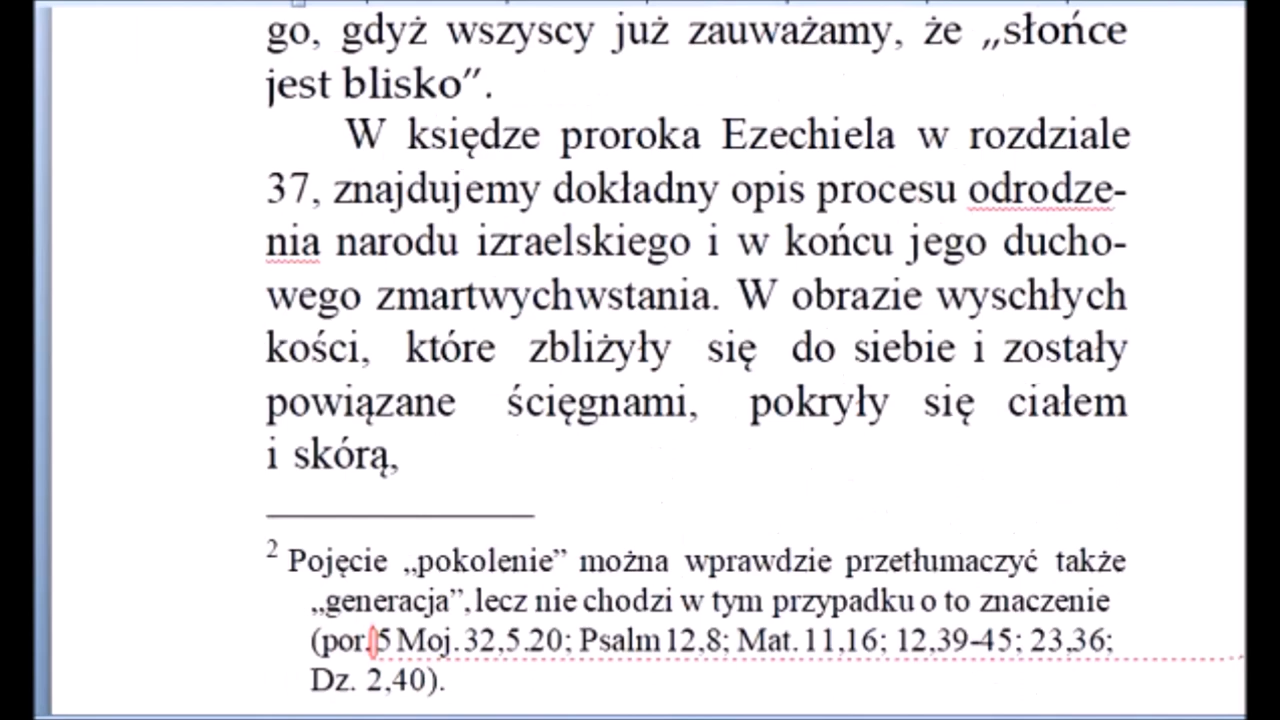 go, gdyż wszyscy już zauważamy, że „słońce
jest blisko”.
W księdze proroka Ezechiela w rozdziale
37, znajdujemy dokładny opis procesu odrodze-
nia narodu izraelskiego i w końcu jego ducho-
wego zmartwychwstania. W obrazie wyschłych
kości, które zbliżyły się do siebie i zostały
powiązane ścięgnami, pokryły się ciałem
i skórą,
2 Pojęcie „pokolenie” można wprawdzie przetłumaczyć także
„generacja”, lecz nie chodzi w tym przypadku o to znaczenie
(por. 5 Moj. 32,5.20; Psalm 12,8; Mat. 11,16; 12,39-45; 23,36;
Dz. 2,40).